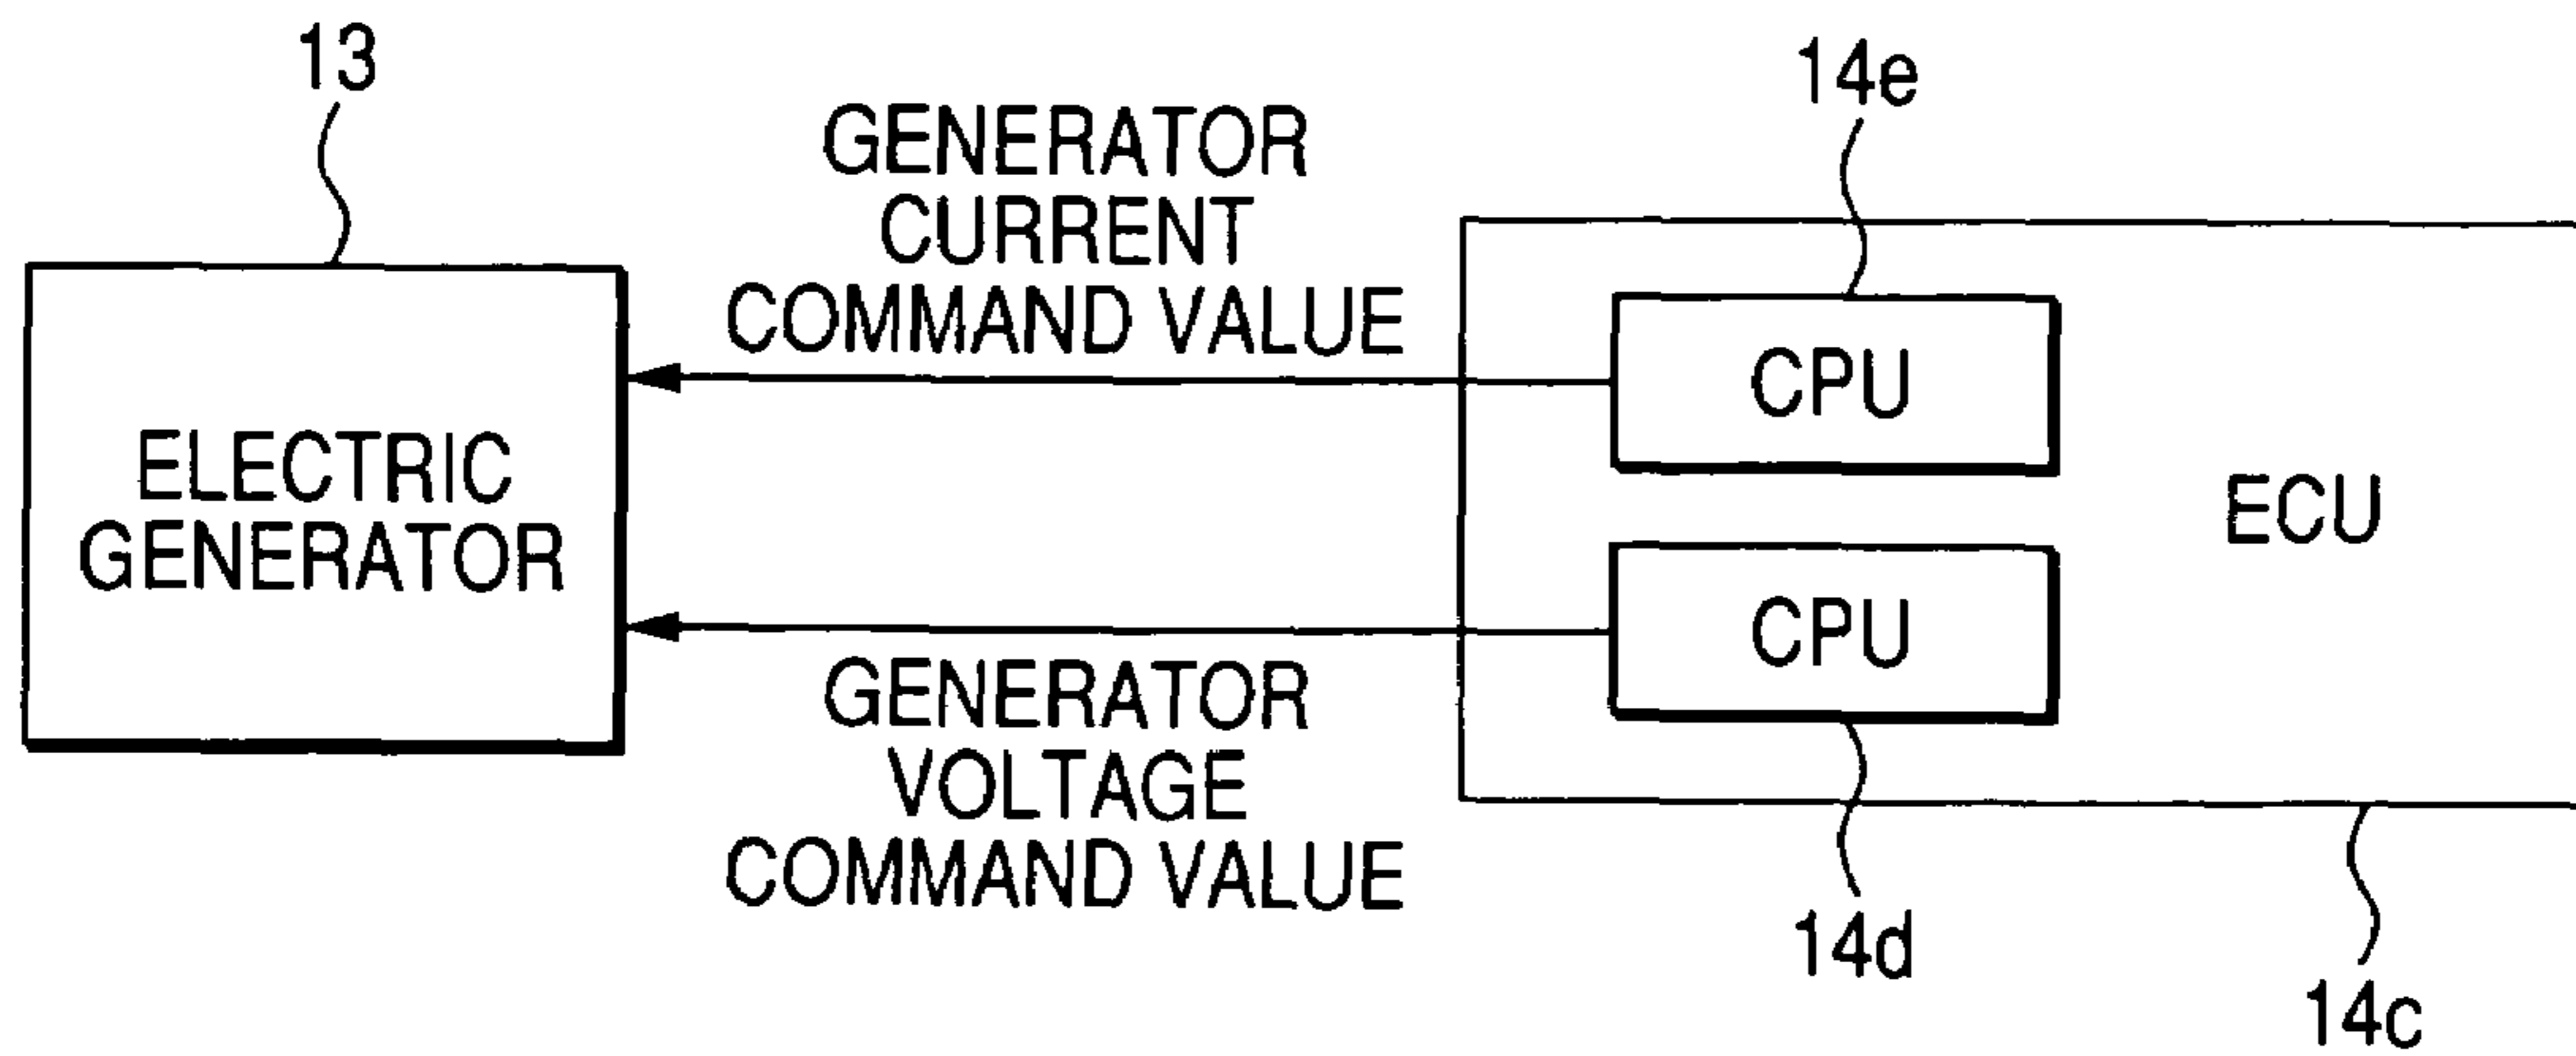 13
14e
GENERATOR
CURRENT
COMMAND VALUE
CPU
ELECTRIC
GENERATOR
ECU
CPU
GENERATOR
VOLTAGE
COMMAND VALUE
14d
14c